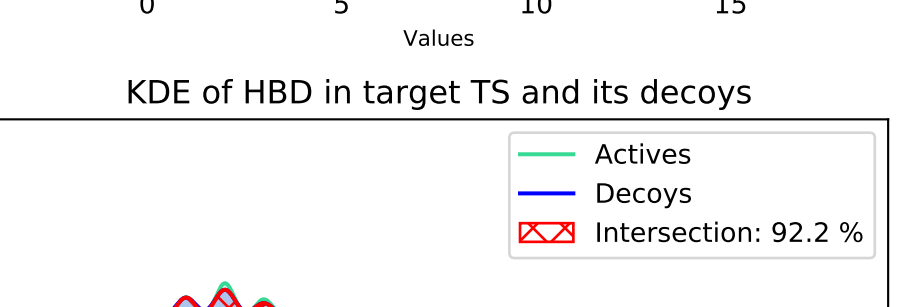 0 5 10 15
Values
KDE of HBD in target TS and its decoys
Actives
Decoys
Intersection: 92.2 %